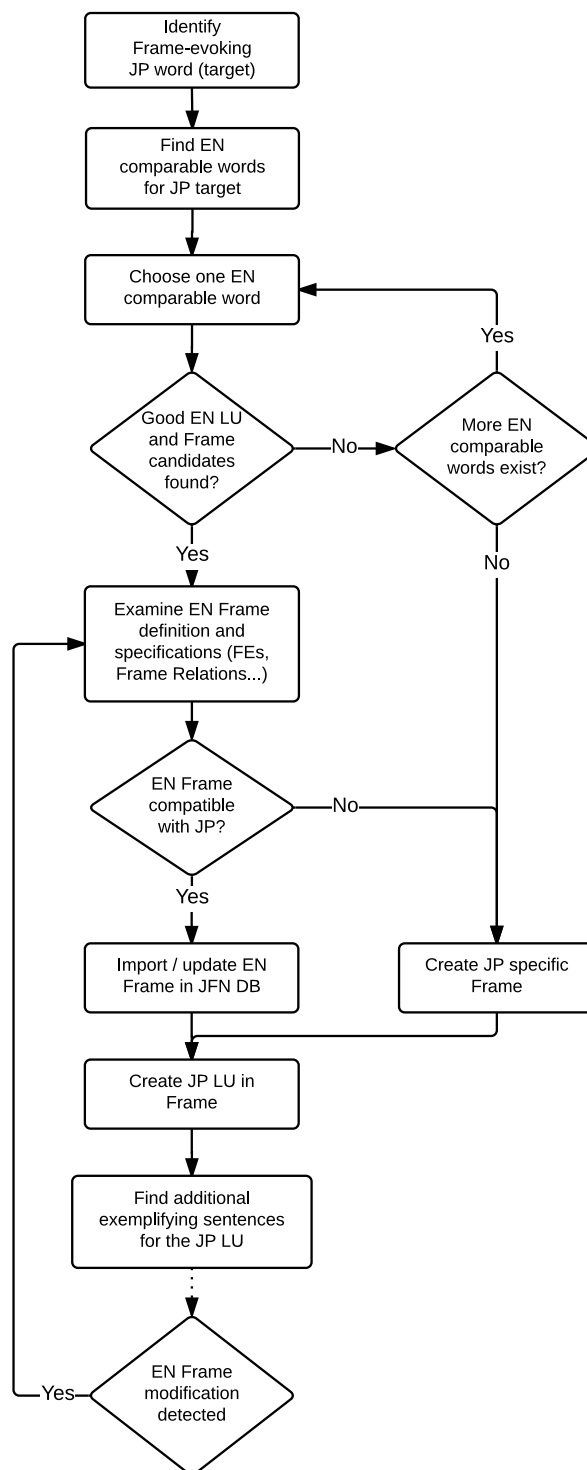 Identify
Frame-evoking
JP word (target)
Find EN
comparable words
for JP target
Choose one EN
comparable word
Yes
Good EN LU
and Frame
candidates
found?
No
More EN
comparable
words exist?
Yes
No
Examine EN Frame
definition and
specifications (FEs,
Frame Relations...)
EN Frame
compatible
with JP?
No
Yes
Import / update EN
Frame in JFN DB
Create JP specific
Frame
Create JP LU in
Frame
Find additional
exemplifying sentences
for the JP LU
EN Frame
modification
detected
Yes